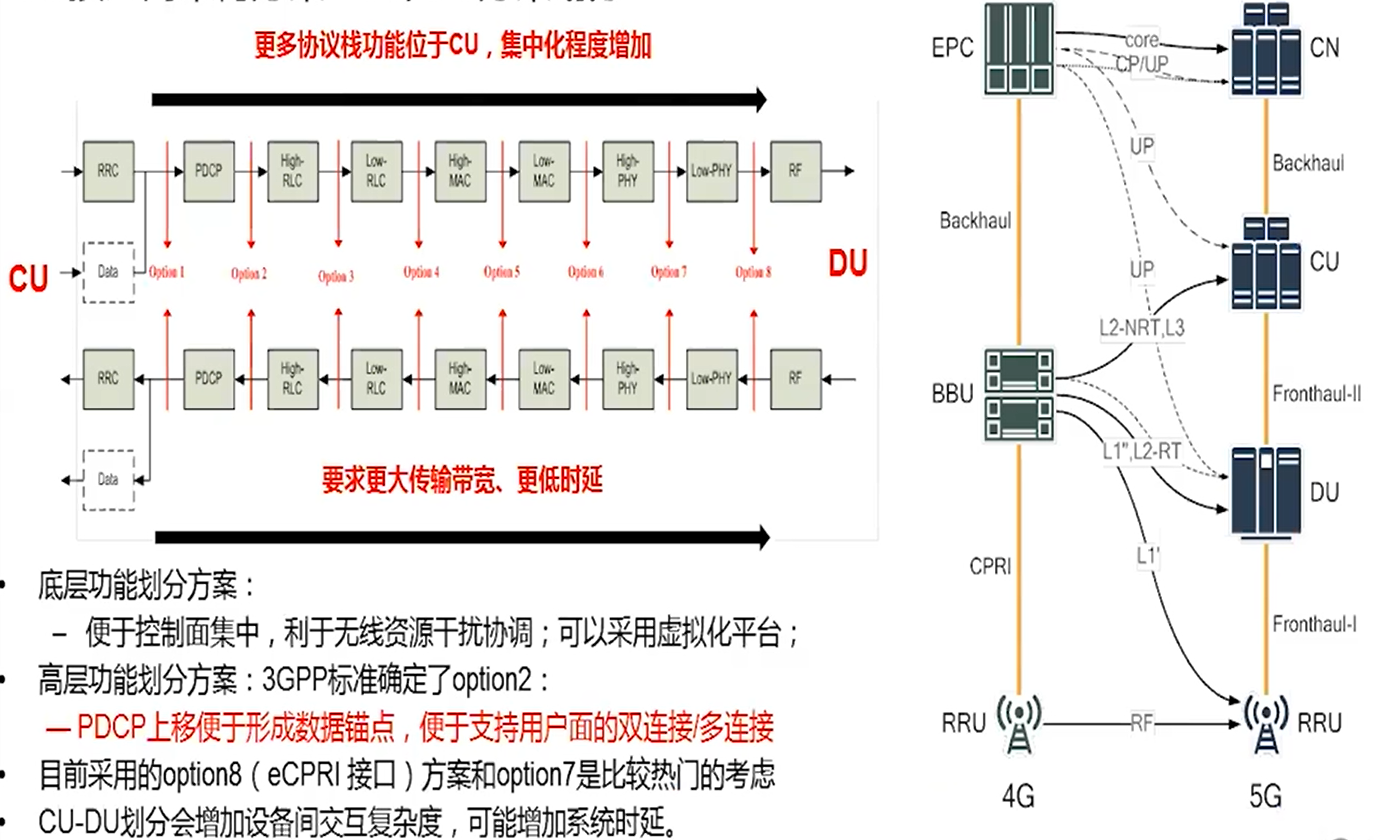 更多协议栈功能位于CU，集中化程度增加
RRC
PDCP
High-
RLC
Low-
RLC
High-
MAC
Low-
MAC
High-
PHY
Low-PHY
RF
CU
Data
Option 1
Option 2
Option 3
Option 4
Option 5
Option 6
Option 7
Option 8
DU
RRC
PDCP
High-
RLC
Low-
RLC
High-
MAC
Low-
MAC
High-
PHY
Low-PHY
RF
Data
要求更大传输带宽、更低时延
• 底层功能划分方案：
– 便于控制面集中，利于无线资源干扰协调；可以采用虚拟化平台；
• 高层功能划分方案：3GPP标准确定了option2：
— PDCP上移便于形成数据锚点，便于支持用户面的双连接/多连接
• 目前采用的option8（eCPRI 接口）方案和option7是比较热门的考虑
• CU-DU划分会增加设备间交互复杂度，可能增加系统时延。
EPC
core
CP/UP
CN
UP
Backhaul
Backhaul
CU
UP
L2-NRT,L3
BBU
Fronthaul-II
L1",L2-RT
DU
CPRI
L1'
Fronthaul-I
RRU
RF
RRU
4G
5G